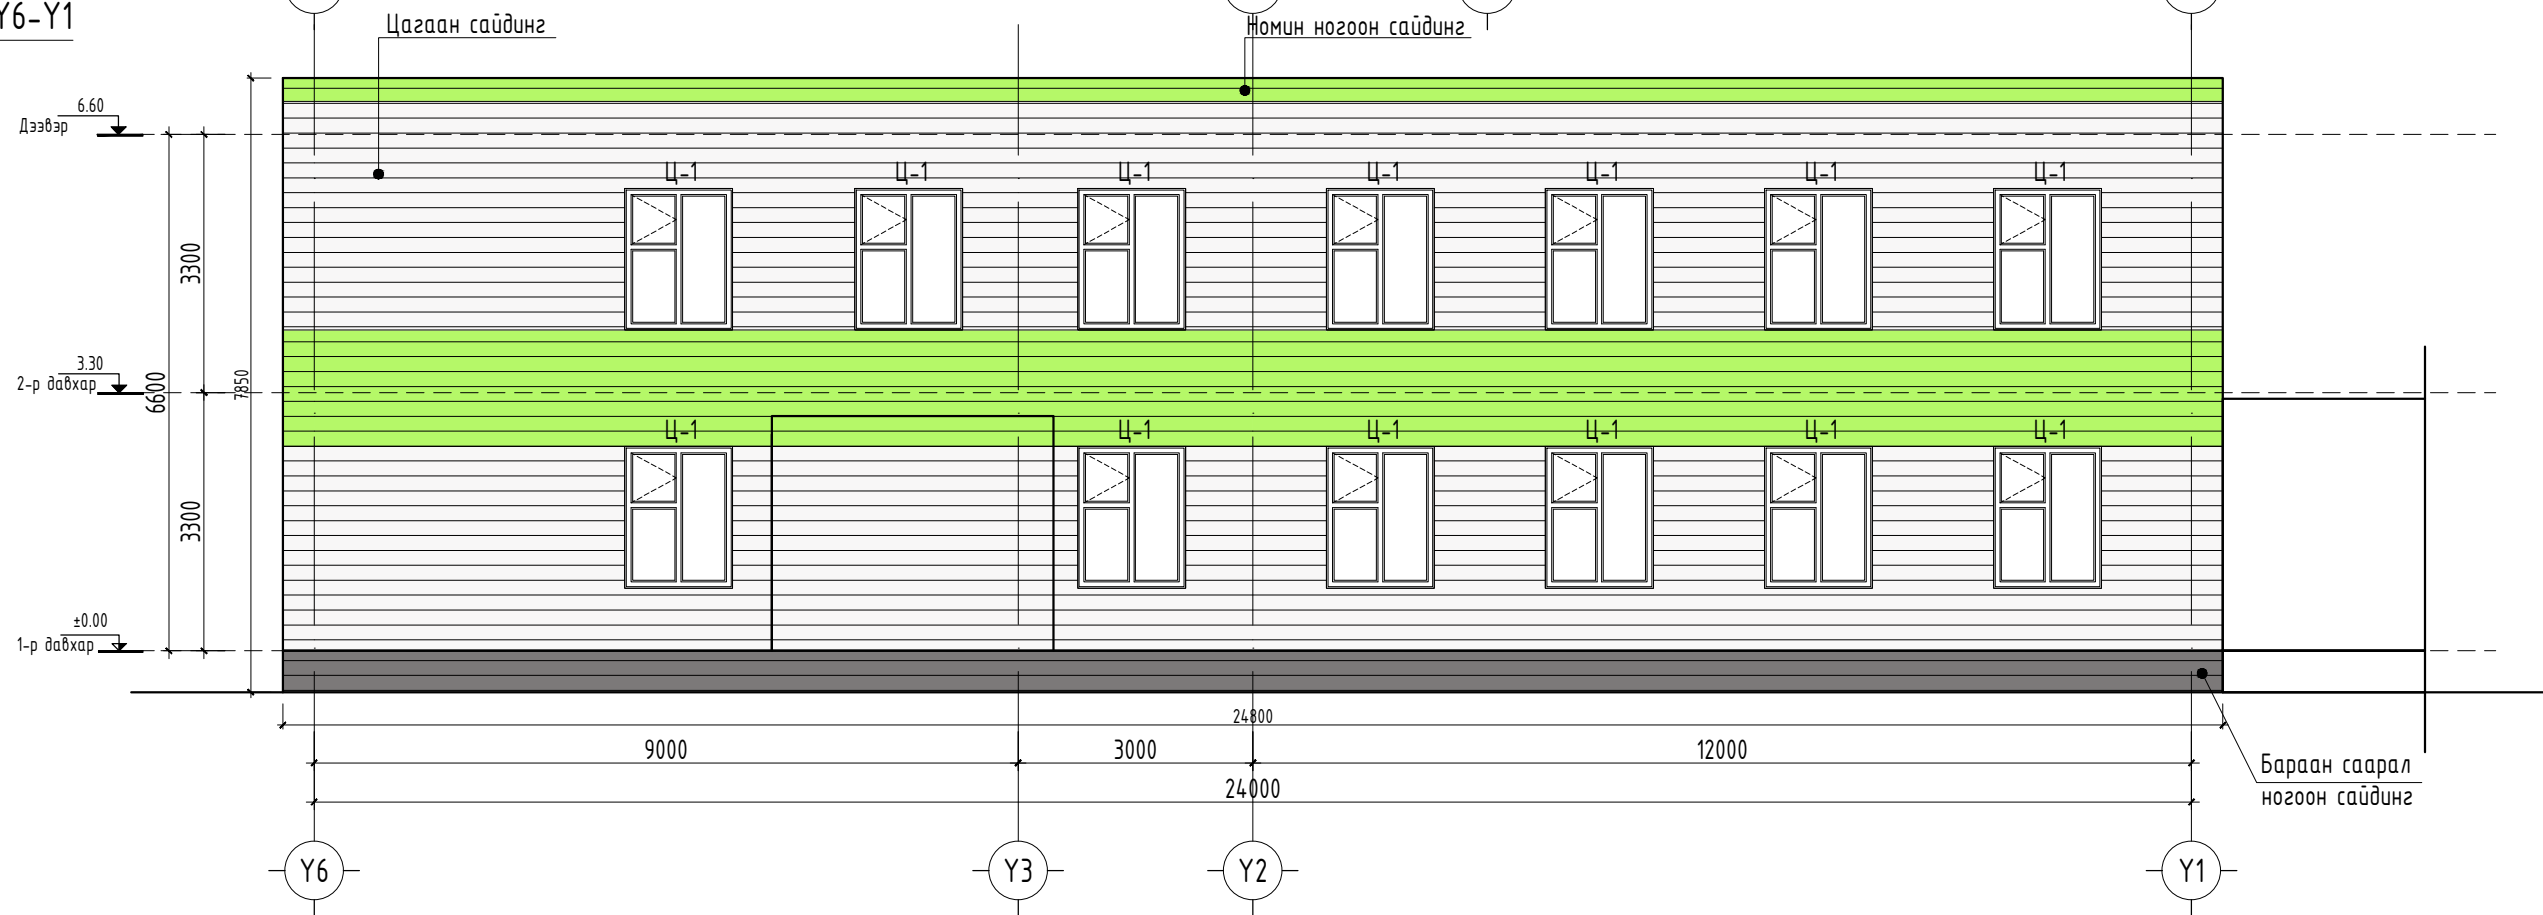 Y6-Y1
Цагаан сайдинг
Номин ногоон сайдинг
6.60
Дээвэр
Ц-1 Ц-1 Ц-1 Ц-1 Ц-1 Ц-1 Ц-1
3300
3.30
2-р давхар
6600
7850
Ц-1 Ц-1 Ц-1 Ц-1 Ц-1 Ц-1
3300
±0.00
1-р давхар
24800
9000 3000 12000
24000
Бараан саарал
ногоон сайдинг
Y6 Y3 Y2 Y1